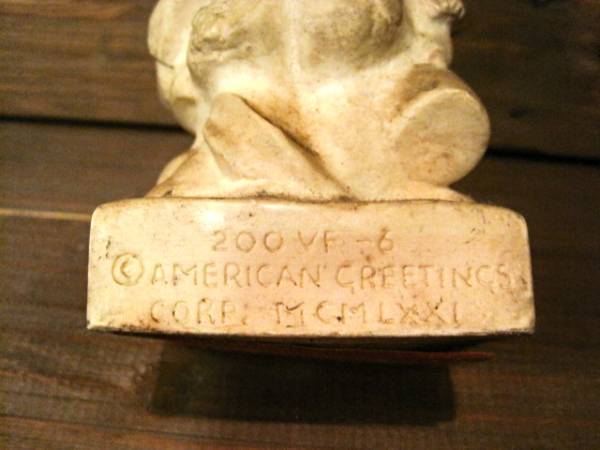 200 VF-6
© AMERICAN GREETINGS
CORP. MCMLXXI